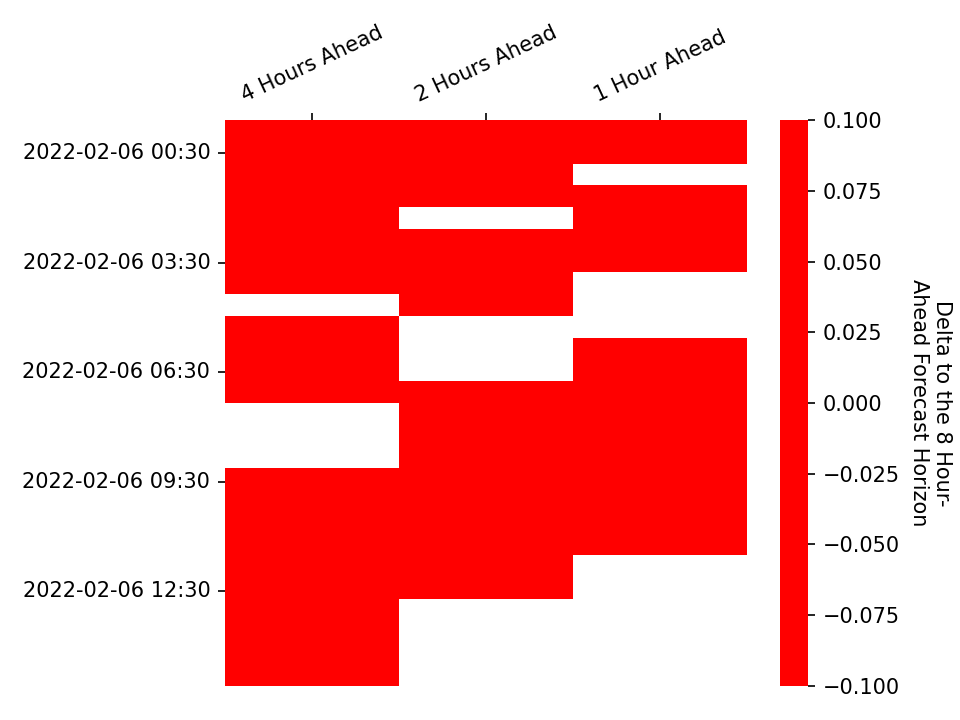 4 Hours Ahead
2 Hours Ahead
1 Hour Ahead
2022-02-06 00:30
2022-02-06 03:30
2022-02-06 06:30
2022-02-06 09:30
2022-02-06 12:30
0.100
0.075
0.050
0.025
0.000
−0.025
−0.050
−0.075
−0.100
Delta to the 8 Hour-
Ahead Forecast Horizon